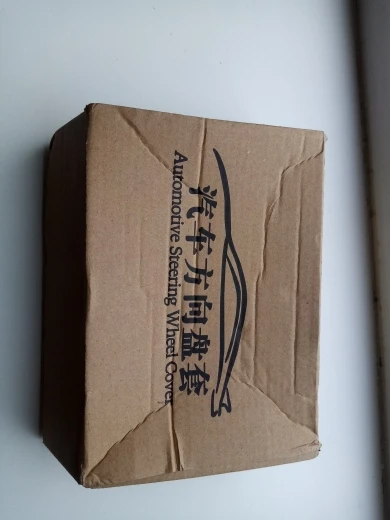 汽车方向盘套
Automotive Steering Wheel Cover